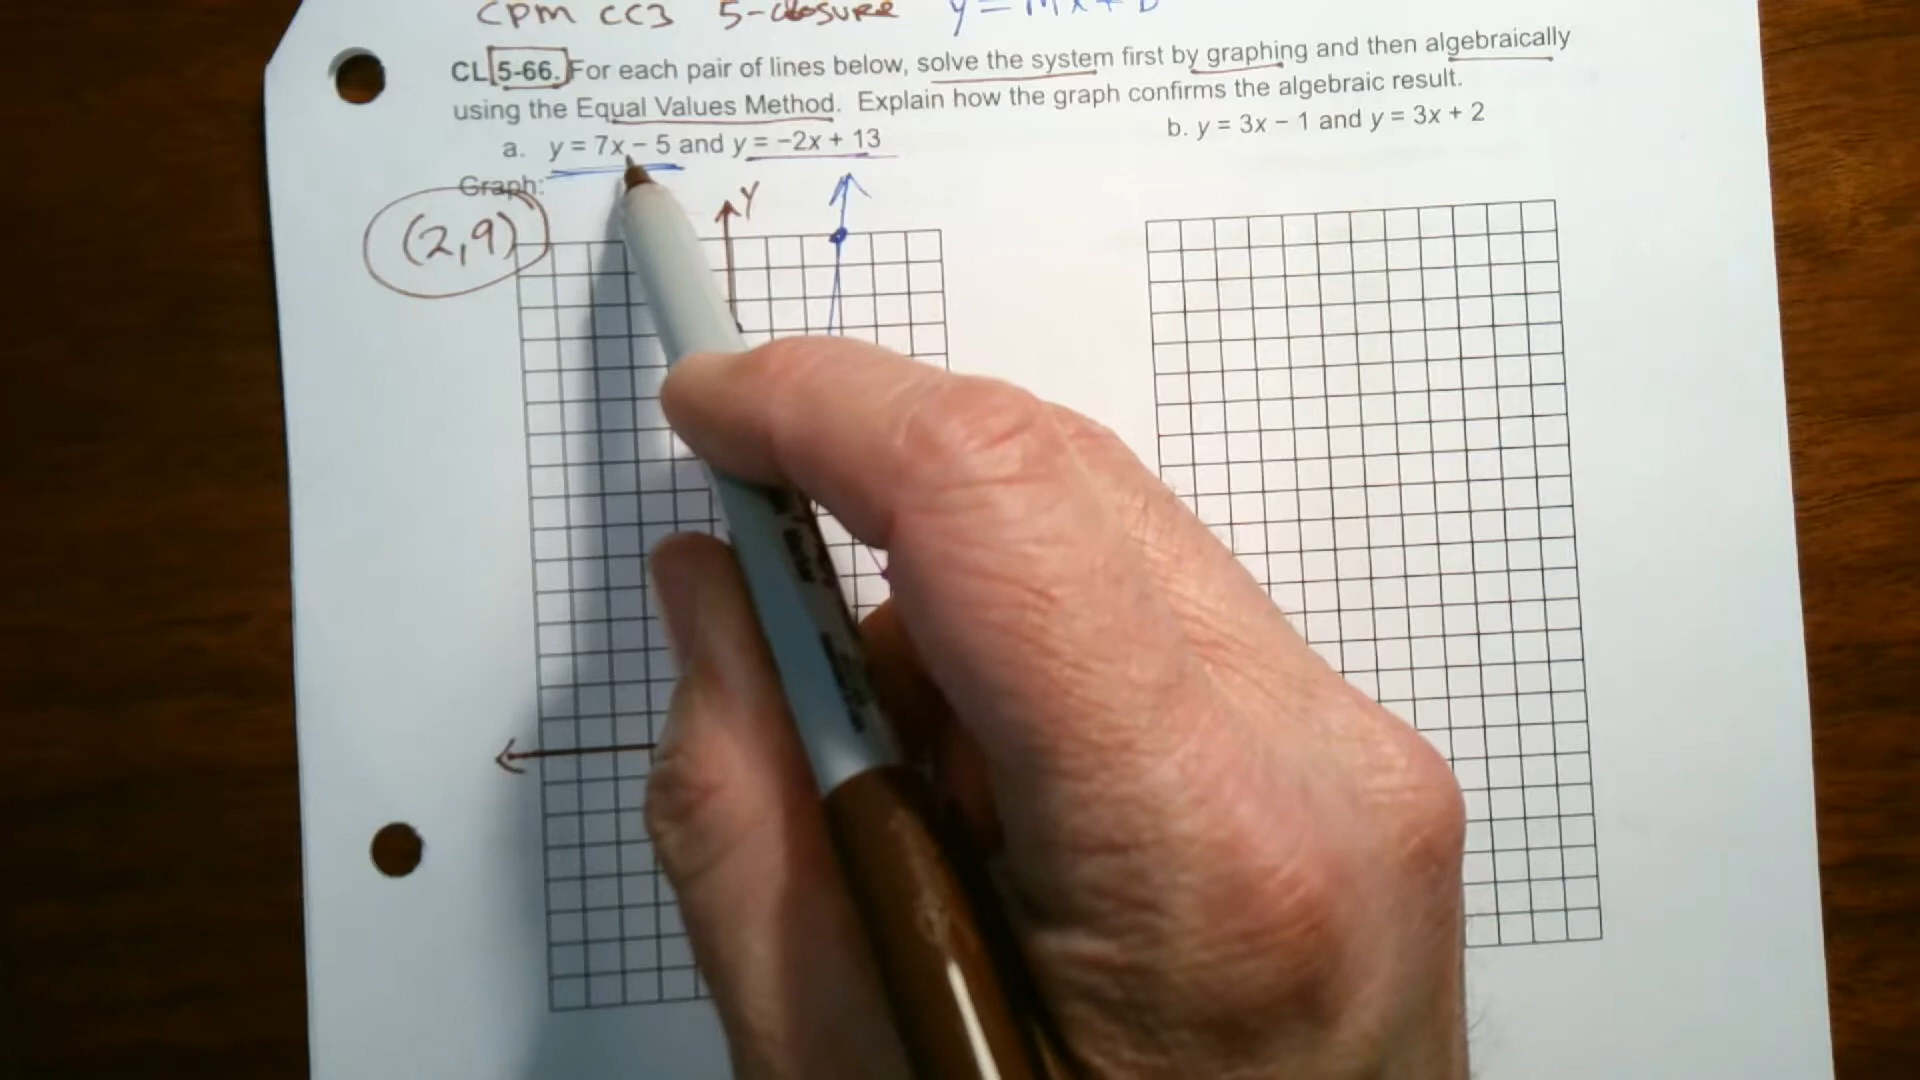 CPM CC3 5-closure y = mx + b
CL 5-66. For each pair of lines below, solve the system first by graphing and then algebraically
using the Equal Values Method. Explain how the graph confirms the algebraic result.
a. y = 7x – 5 and y = –2x + 13
b. y = 3x – 1 and y = 3x + 2
Graph:
Y
(2,9)